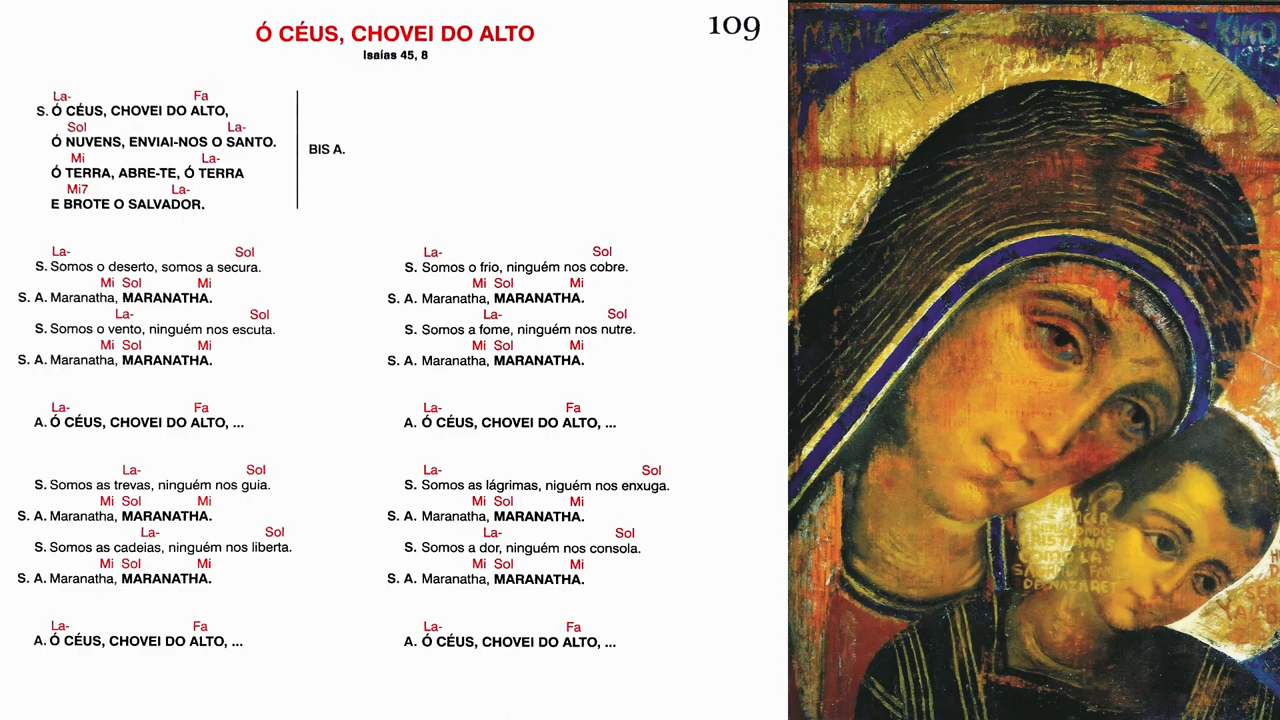 Ó CÉUS, CHOVEI DO ALTO
109
Isaías 45, 8
La- Fa
S. Ó CÉUS, CHOVEI DO ALTO,
Sol La-
Ó NUVENS, ENVIAI-NOS O SANTO.
BIS A.
Mi La-
Ó TERRA, ABRE-TE, Ó TERRA
Mi7 La-
E BROTE O SALVADOR.
La- Sol
S. Somos o deserto, somos a secura.
Mi Sol Mi
S. A. Maranatha, MARANATHA.
La- Sol
S. Somos o vento, ninguém nos escuta.
Mi Sol Mi
S. A. Maranatha, MARANATHA.
La- Fa
A. Ó CÉUS, CHOVEI DO ALTO, ...
La- Sol
S. Somos as trevas, ninguém nos guia.
Mi Sol Mi
S. A. Maranatha, MARANATHA.
La- Sol
S. Somos as cadeias, ninguém nos liberta.
Mi Sol Mi
S. A. Maranatha, MARANATHA.
La- Fa
A. Ó CÉUS, CHOVEI DO ALTO, ...
La- Sol
S. Somos o frio, ninguém nos cobre.
Mi Sol Mi
S. A. Maranatha, MARANATHA.
La- Sol
S. Somos a fome, ninguém nos nutre.
Mi Sol Mi
S. A. Maranatha, MARANATHA.
La- Fa
A. Ó CÉUS, CHOVEI DO ALTO, ...
La- Sol
S. Somos as lágrimas, niguém nos enxuga.
Mi Sol Mi
S. A. Maranatha, MARANATHA.
La- Sol
S. Somos a dor, ninguém nos consola.
Mi Sol Mi
S. A. Maranatha, MARANATHA.
La- Fa
A. Ó CÉUS, CHOVEI DO ALTO, ...
HAY
COMO LA
DE NAZARET